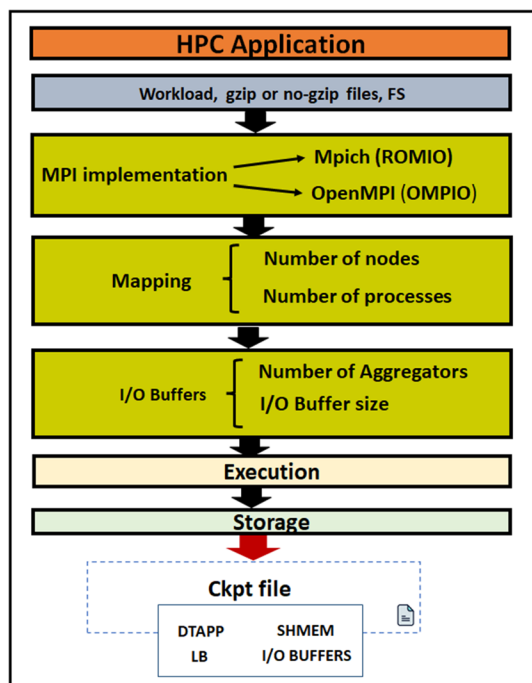 HPC Application
Workload, gzip or no-gzip files, FS
MPI implementation
Mpich (ROMIO)
OpenMPI (OMPIO)
Mapping
Number of nodes
Number of processes
I/O Buffers
Number of Aggregators
I/O Buffer size
Execution
Storage
Ckpt file
DTAPP SHMEM
LB I/O BUFFERS